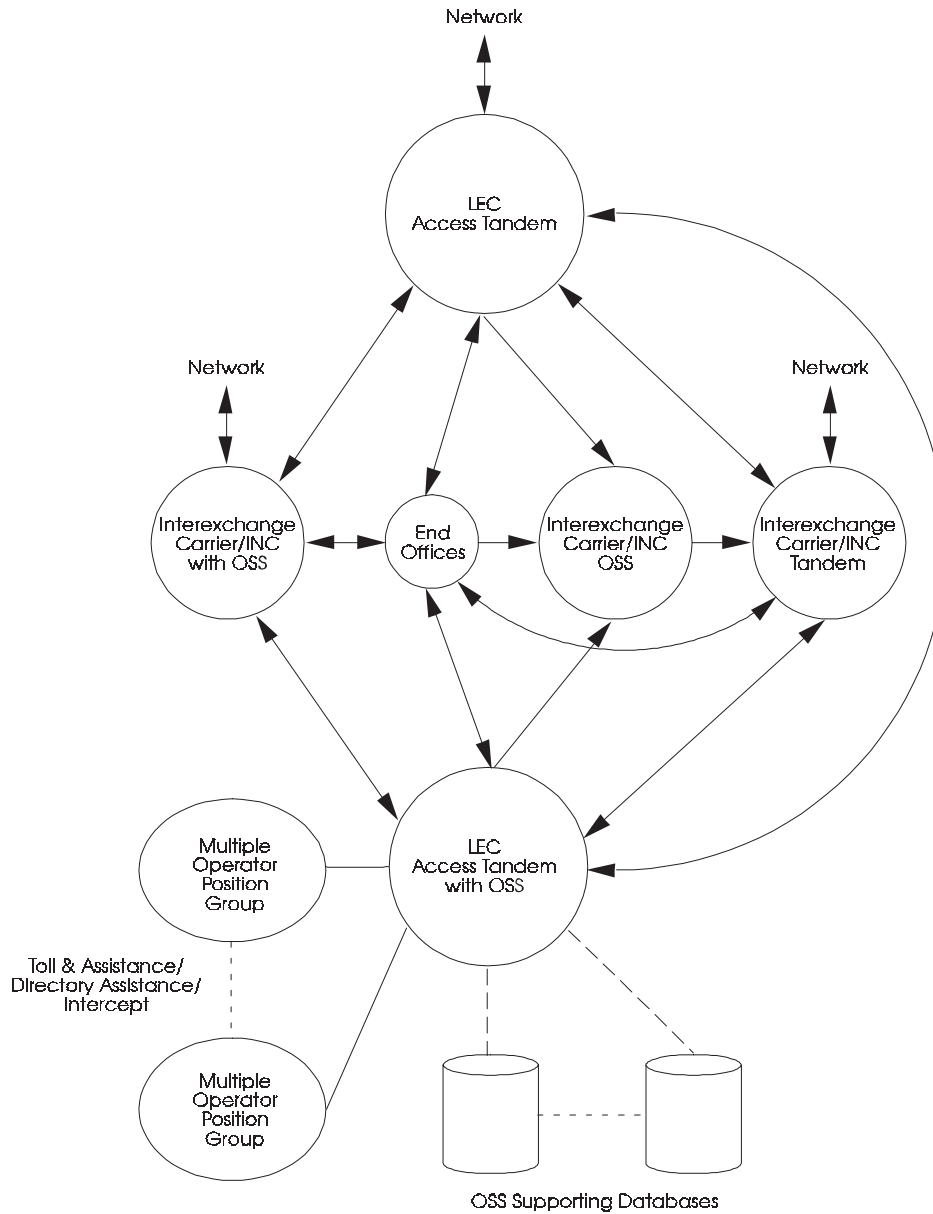 Network
LEC
Access Tandem
Network
Network
Interexchange
Carrier/INC
with OSS
End
Offices
Interexchange
Carrier/INC
OSS
Interexchange
Carrier/INC
Tandem
Multiple
Operator
Position
Group
LEC
Access Tandem
with OSS
Toll & Assistance/
Directory Assistance/
Intercept
Multiple
Operator
Position
Group
OSS Supporting Databases